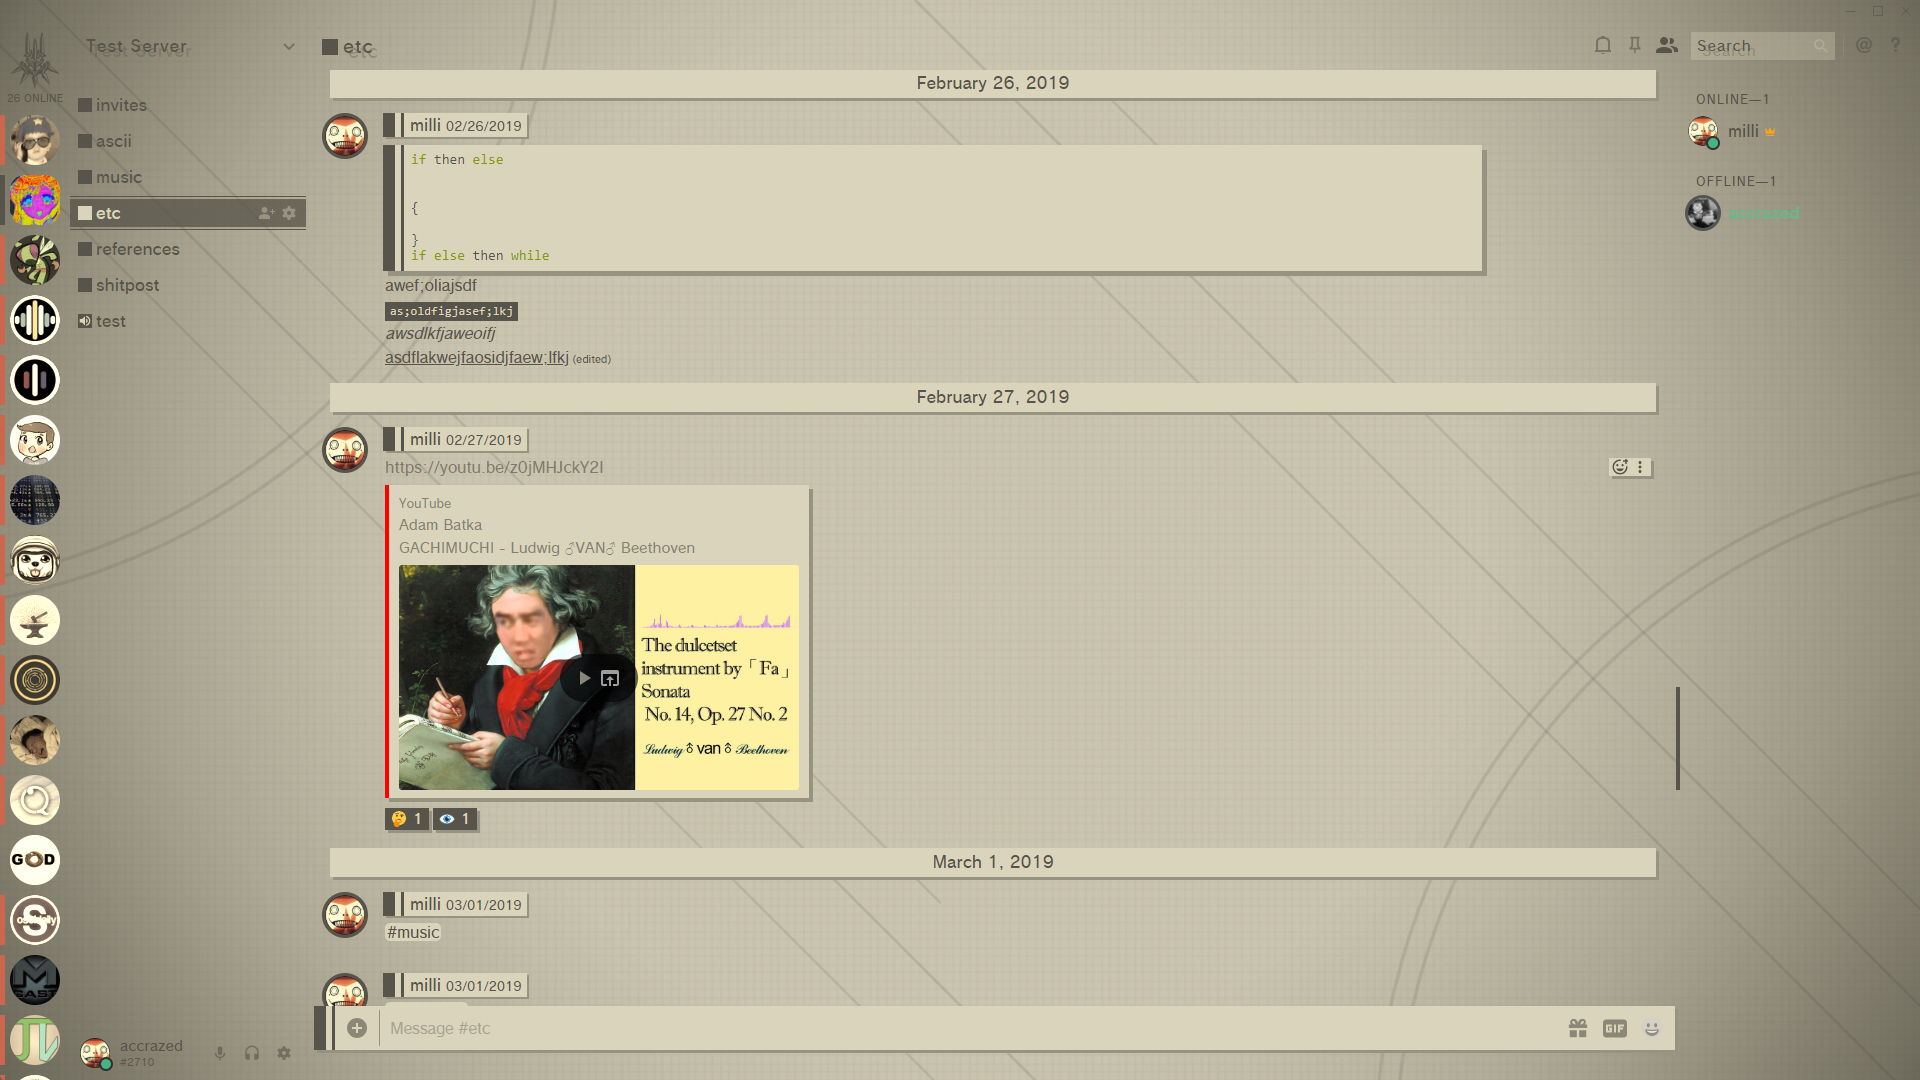 Test Server
26 ONLINE
invites
ascii
music
etc
references
shitpost
test
GOD
S
CAST
accrazed
#2710
etc
Search
February 26, 2019
milli 02/26/2019
if then else
{
}
if else then while
awef;oliajsdf
as;oldfigjasef;lkj
awsdlkfjaweoifj
asdflakwejfaosidjfaew;lfkj (edited)
February 27, 2019
milli 02/27/2019
https://youtu.be/z0jMHJckY2I
YouTube
Adam Batka
GACHIMUCHI - Ludwig ♂VAN♂ Beethoven
The dulcetset
instrument by「Fa」
Sonata
No. 14, Op. 27 No. 2
Ludwig ♂ van ♂ Beethoven
🤔 1 👁 1
March 1, 2019
milli 03/01/2019
#music
milli 03/01/2019
Message #etc
GIF
ONLINE—1
milli
OFFLINE—1
accrazed